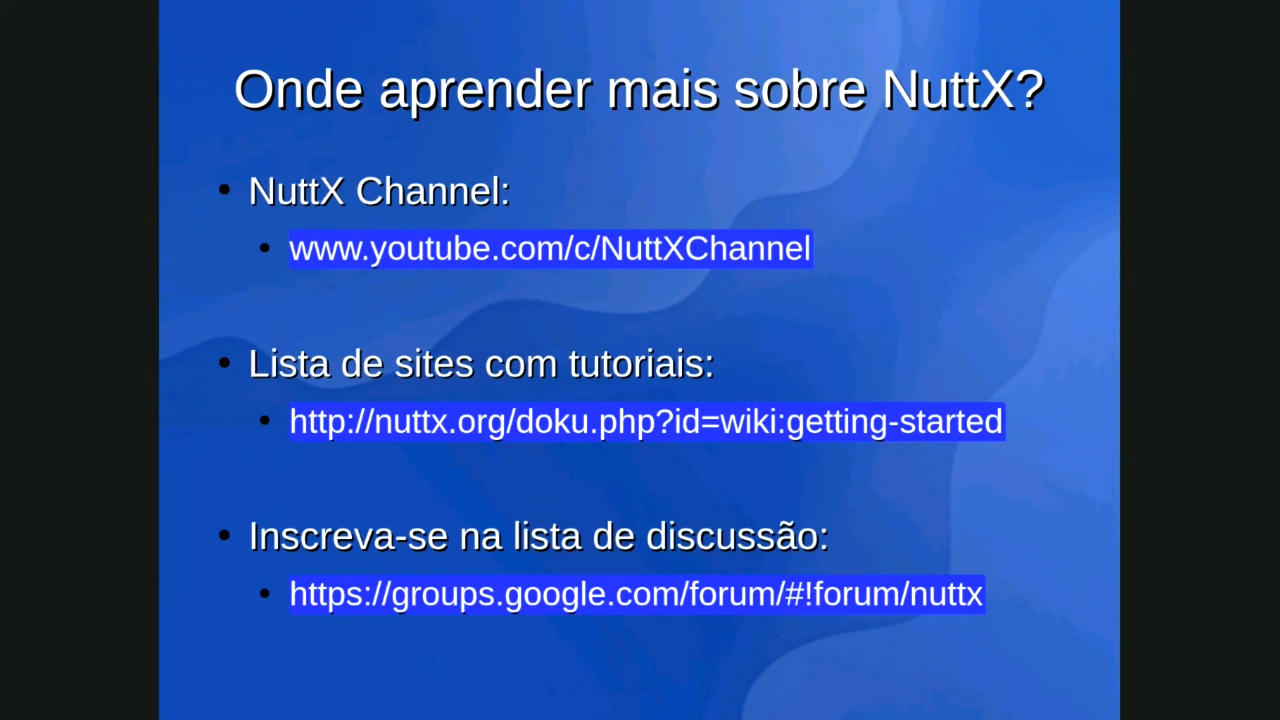 Onde aprender mais sobre NuttX?
• NuttX Channel:
• www.youtube.com/c/NuttXChannel
• Lista de sites com tutoriais:
• http://nuttx.org/doku.php?id=wiki:getting-started
• Inscreva-se na lista de discussão:
• https://groups.google.com/forum/#!forum/nuttx